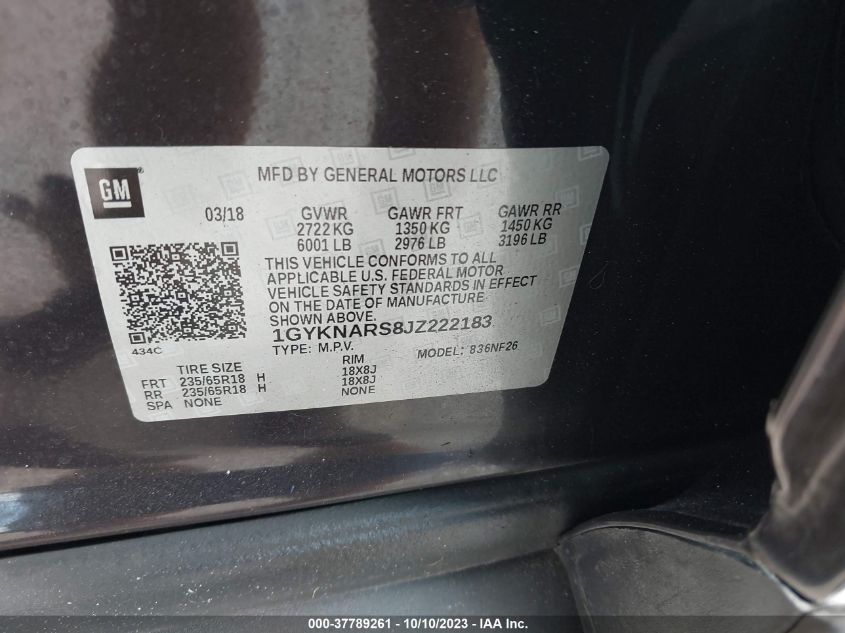 GM
MFD BY GENERAL MOTORS LLC
03/18 GVWR GAWR FRT GAWR RR
2722 KG 1350 KG 1450 KG
6001 LB 2976 LB 3196 LB
THIS VEHICLE CONFORMS TO ALL
APPLICABLE U.S. FEDERAL MOTOR
VEHICLE SAFETY STANDARDS IN EFFECT
ON THE DATE OF MANUFACTURE
SHOWN ABOVE.
1GYKNARS8JZ222183
434C
TYPE: M.P.V. MODEL: 836NF26
TIRE SIZE RIM
FRT 235/65R18 H 18X8J
RR 235/65R18 H 18X8J
SPA NONE NONE
000-37789261 - 10/10/2023 - IAA Inc.